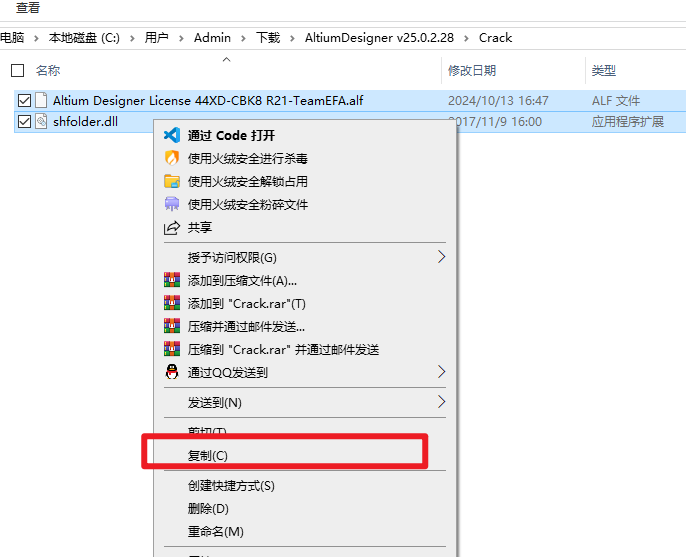 查看
电脑 › 本地磁盘 (C:) › 用户 › Admin › 下载 › AltiumDesigner v25.0.2.28 › Crack
名称 修改日期 类型
Altium Designer License 44XD-CBK8 R21-TeamEFA.alf 2024/10/13 16:47 ALF 文件
shfolder.dll 2017/11/9 16:00 应用程序扩展
通过 Code 打开
使用火绒安全进行杀毒
使用火绒安全解锁占用
使用火绒安全粉碎文件
共享
授予访问权限(G)
添加到压缩文件(A)...
添加到 "Crack.rar"(T)
压缩并通过邮件发送...
压缩到 "Crack.rar" 并通过邮件发送
通过QQ发送到
发送到(N)
剪切(T)
复制(C)
创建快捷方式(S)
删除(D)
重命名(M)